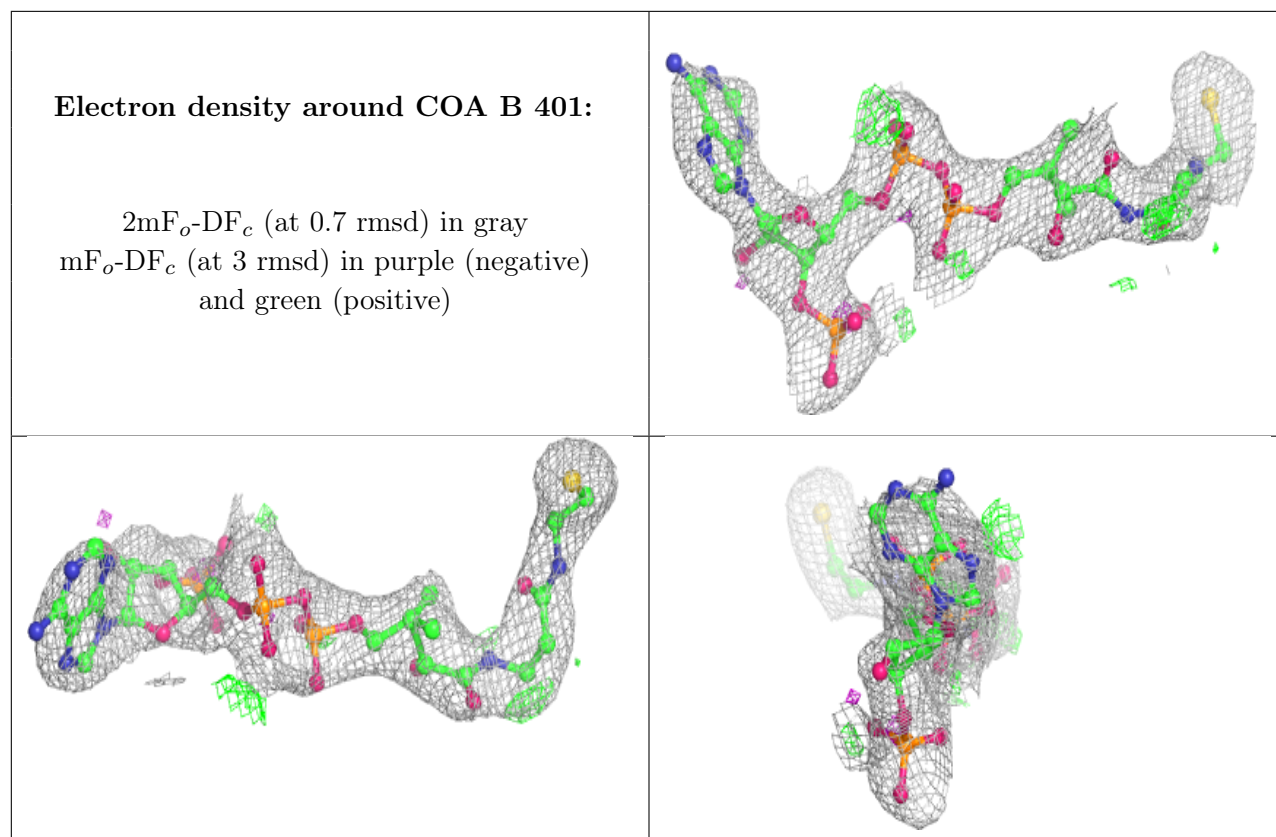 Electron density around COA B 401:
2mFo-DFc (at 0.7 rmsd) in gray
mFo-DFc (at 3 rmsd) in purple (negative)
and green (positive)